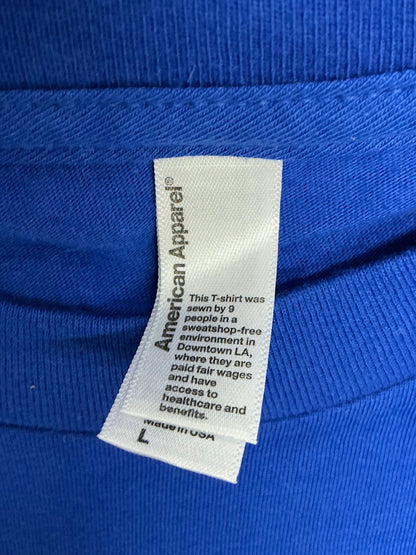 American Apparel®
This T-shirt was
sewn by 9
people in a
sweatshop-free
environment in
Downtown LA,
where they are
paid fair wages
and have
access to
healthcare and
benefits.
Made in USA
L